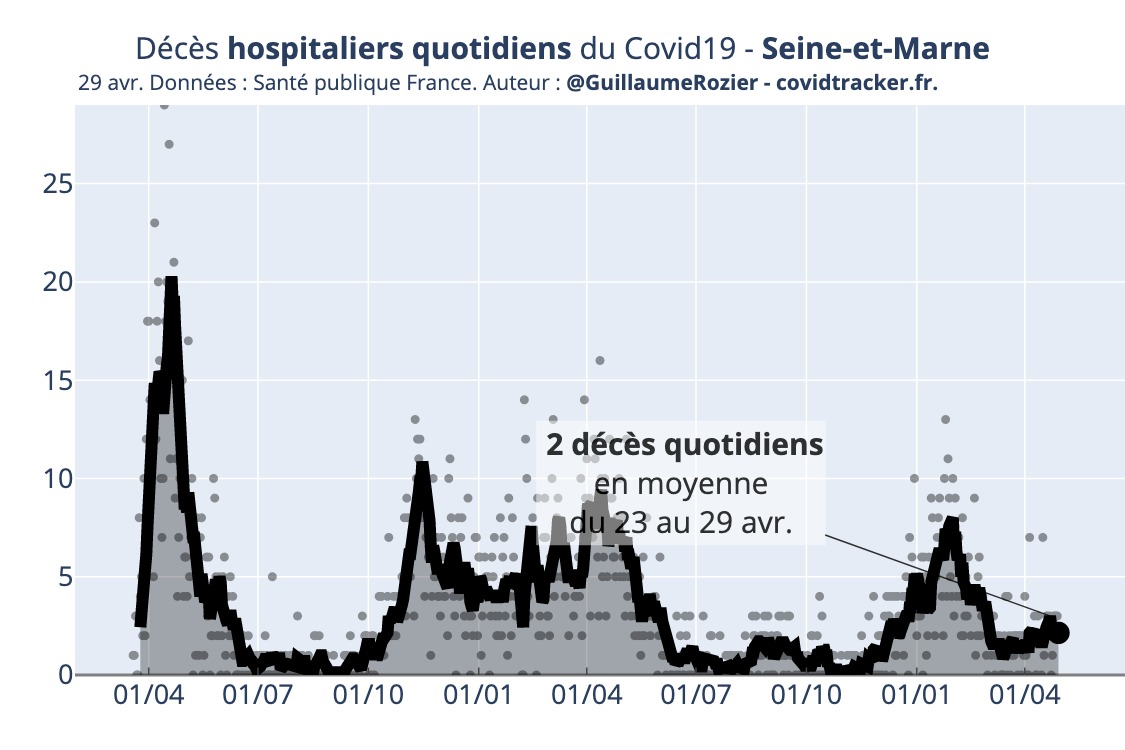 Décès hospitaliers quotidiens du Covid19 - Seine-et-Marne
29 avr. Données : Santé publique France. Auteur : @GuillaumeRozier - covidtracker.fr.
25
20
15
10
5
0
2 décès quotidiens
en moyenne
du 23 au 29 avr.
01/04 01/07 01/10 01/01 01/04 01/07 01/10 01/01 01/04